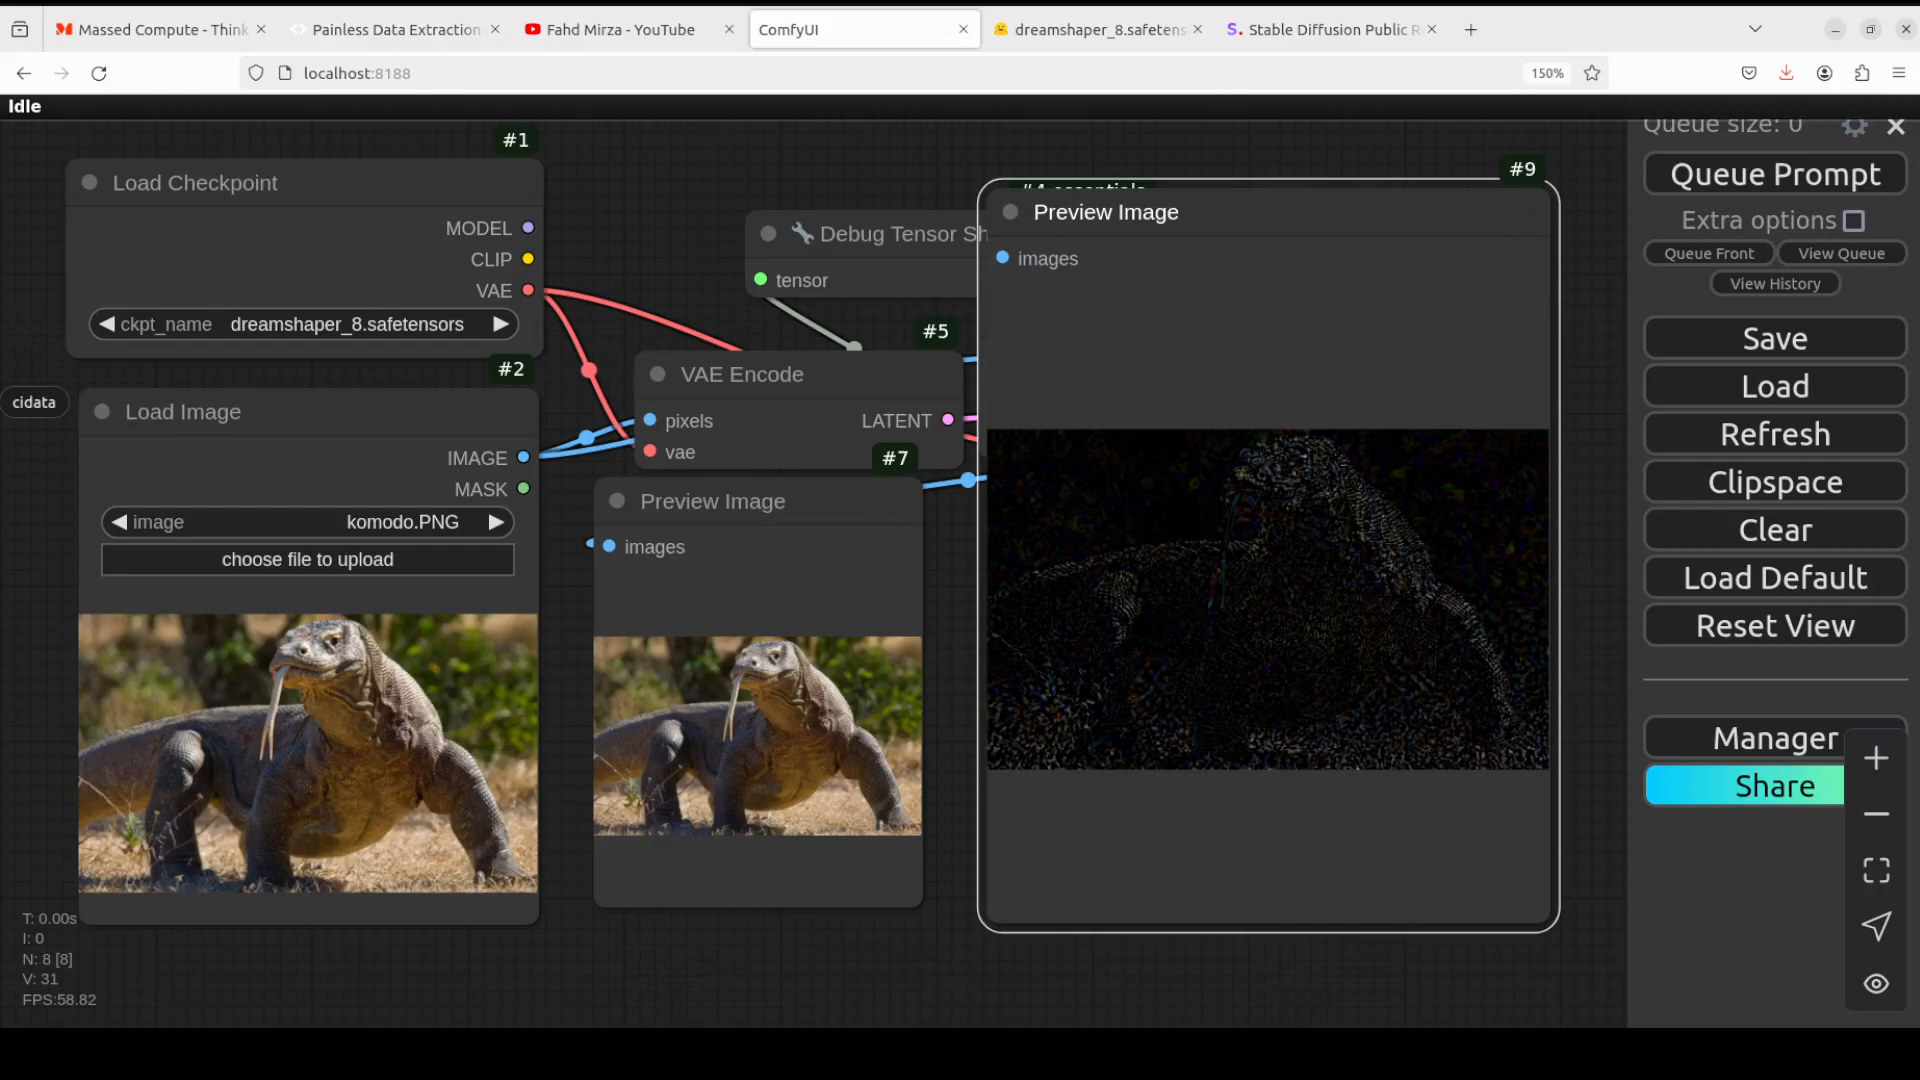 Massed Compute - Think
Painless Data Extraction
Fahd Mirza - YouTube
ComfyUI
dreamshaper_8.safetens
Stable Diffusion Public R
localhost:8188
150%
Idle
#1
Load Checkpoint
MODEL
CLIP
VAE
ckpt_name dreamshaper_8.safetensors
#2
cidata
Load Image
IMAGE
MASK
image komodo.PNG
choose file to upload
Debug Tensor Sh
tensor
#5
VAE Encode
pixels LATENT
vae
#7
Preview Image
images
#9
#4 essentials
Preview Image
images
T: 0.00s
I: 0
N: 8 [8]
V: 31
FPS:58.82
Queue size: 0
Queue Prompt
Extra options
Queue Front
View Queue
View History
Save
Load
Refresh
Clipspace
Clear
Load Default
Reset View
Manager
Share